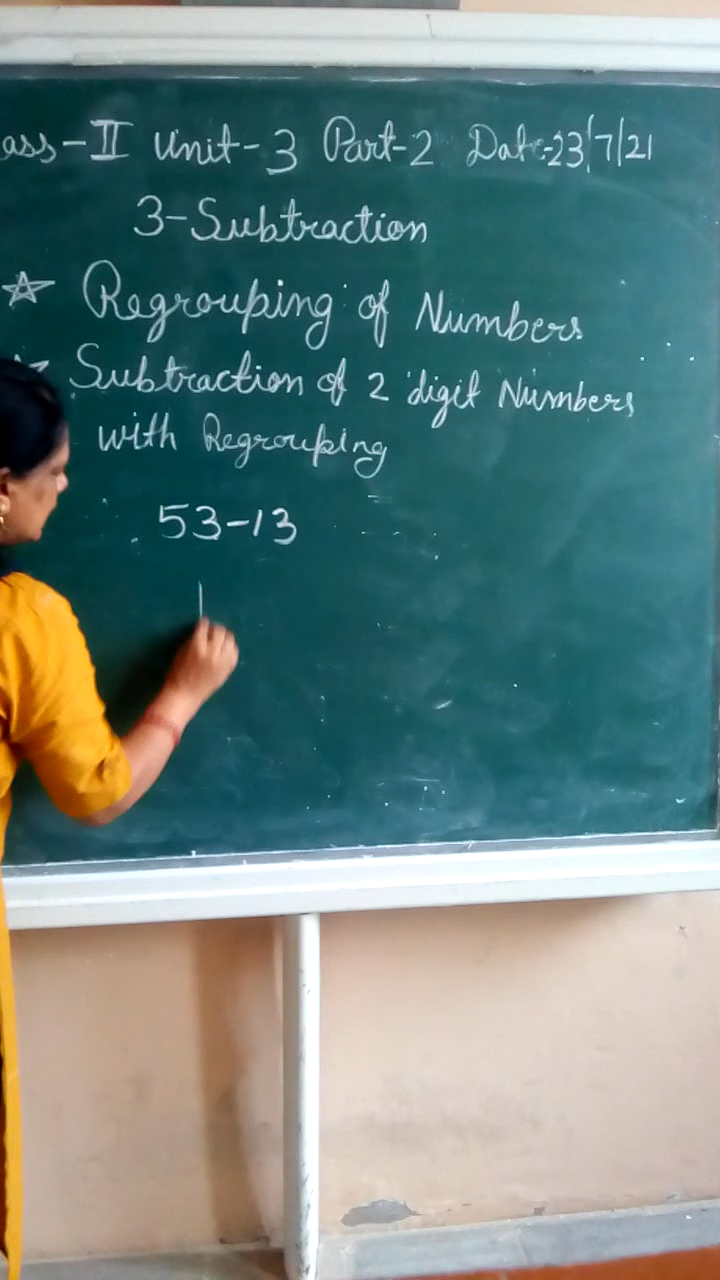 ass-II Unit-3 Part-2 Date-23/7/21
3-Subtraction
☆ Regrouping of Numbers
Subtraction of 2 digit Numbers
with Regrouping
53-13